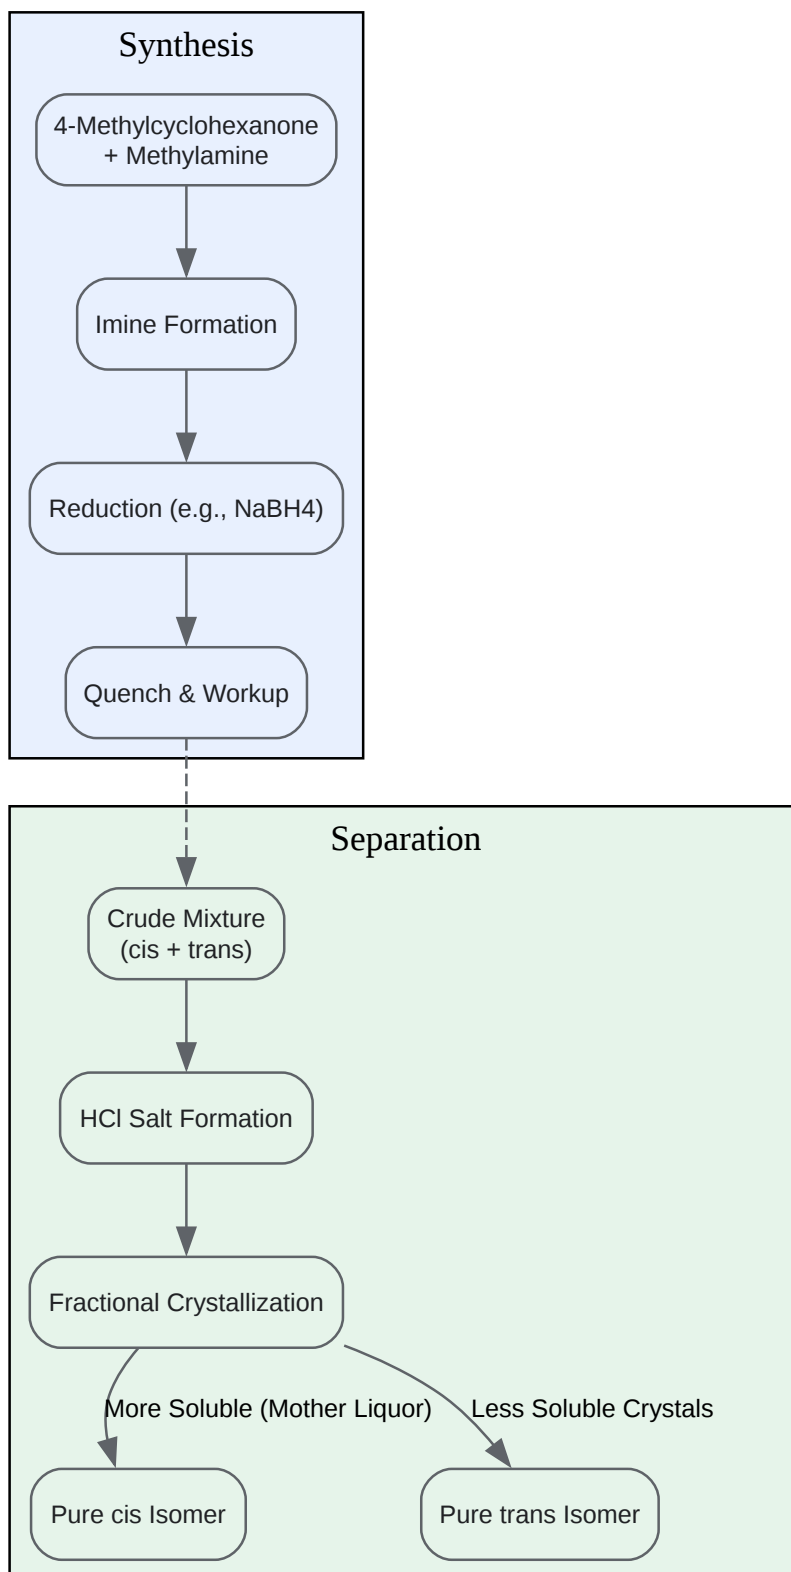 Synthesis
4-Methylcyclohexanone
+ Methylamine
Imine Formation
Reduction (e.g., NaBH4)
Quench & Workup
Separation
Crude Mixture
(cis + trans)
HCl Salt Formation
Fractional Crystallization
More Soluble (Mother Liquor)
Less Soluble Crystals
Pure cis Isomer
Pure trans Isomer